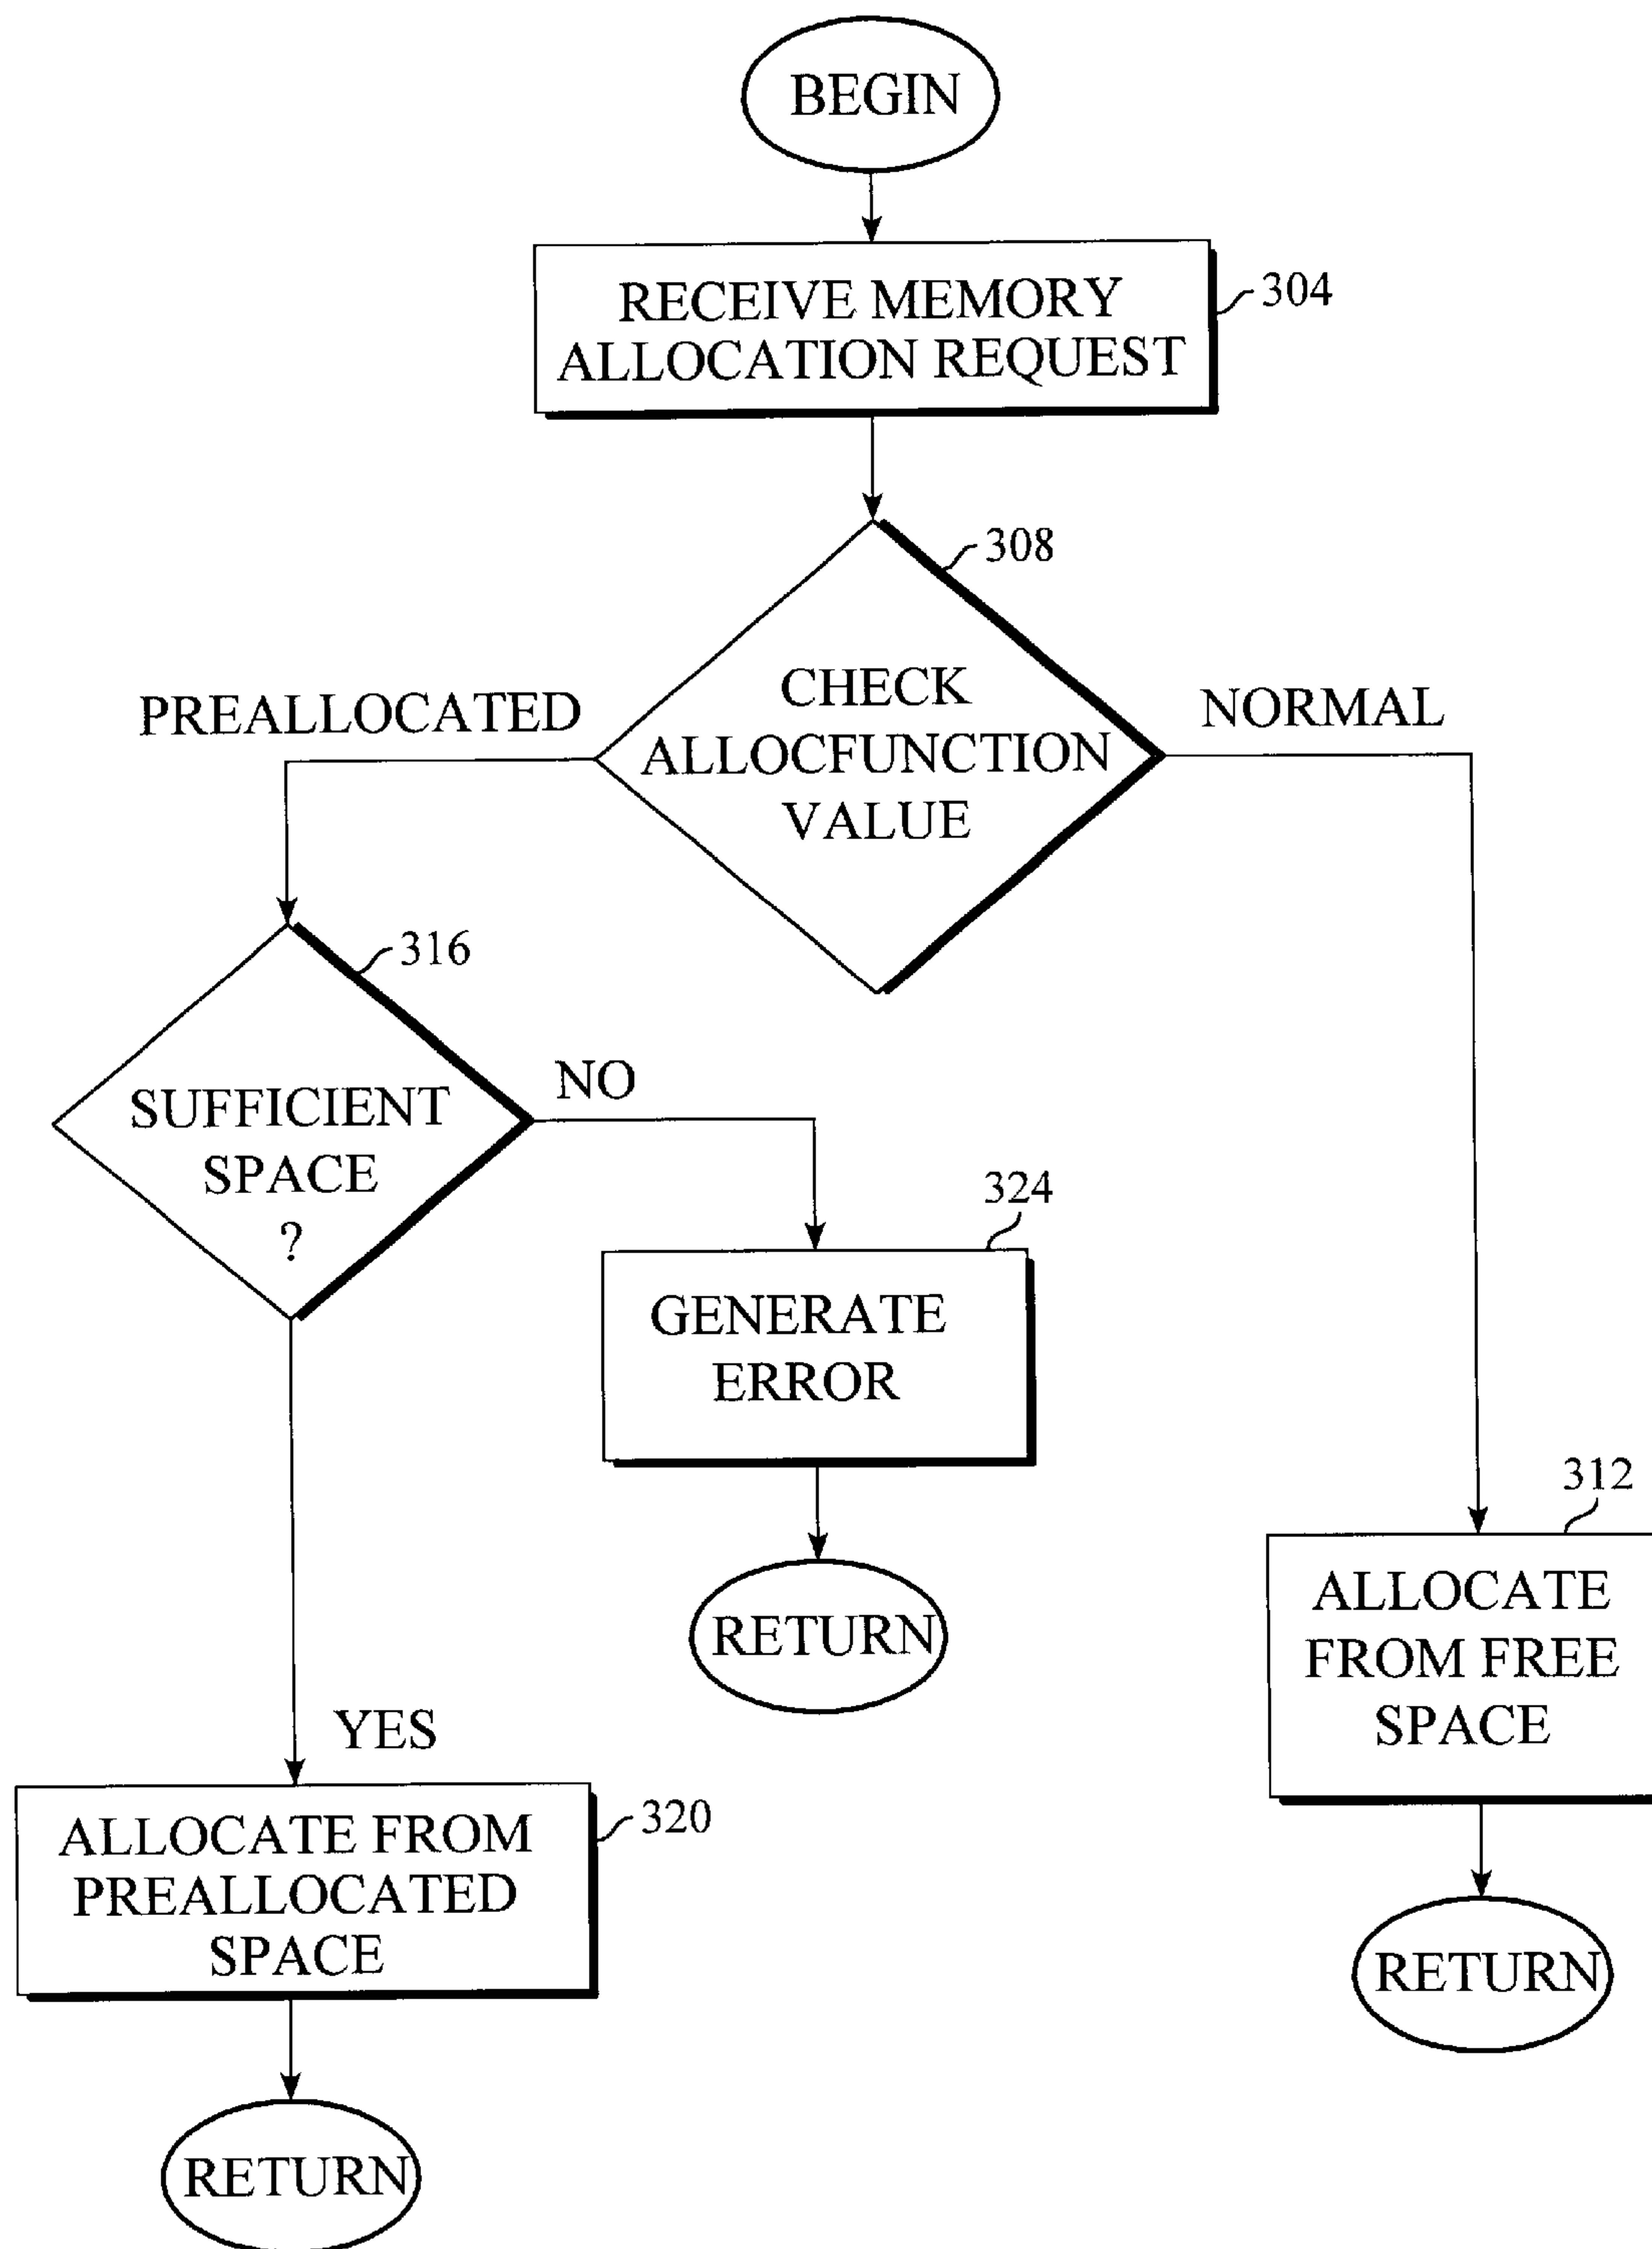 BEGIN
RECEIVE MEMORY
ALLOCATION REQUEST
304
308
CHECK
ALLOCFUNCTION
VALUE
PREALLOCATED
NORMAL
316
SUFFICIENT
SPACE
?
NO
324
GENERATE
ERROR
RETURN
312
ALLOCATE
FROM FREE
SPACE
RETURN
YES
ALLOCATE FROM
PREALLOCATED
SPACE
320
RETURN